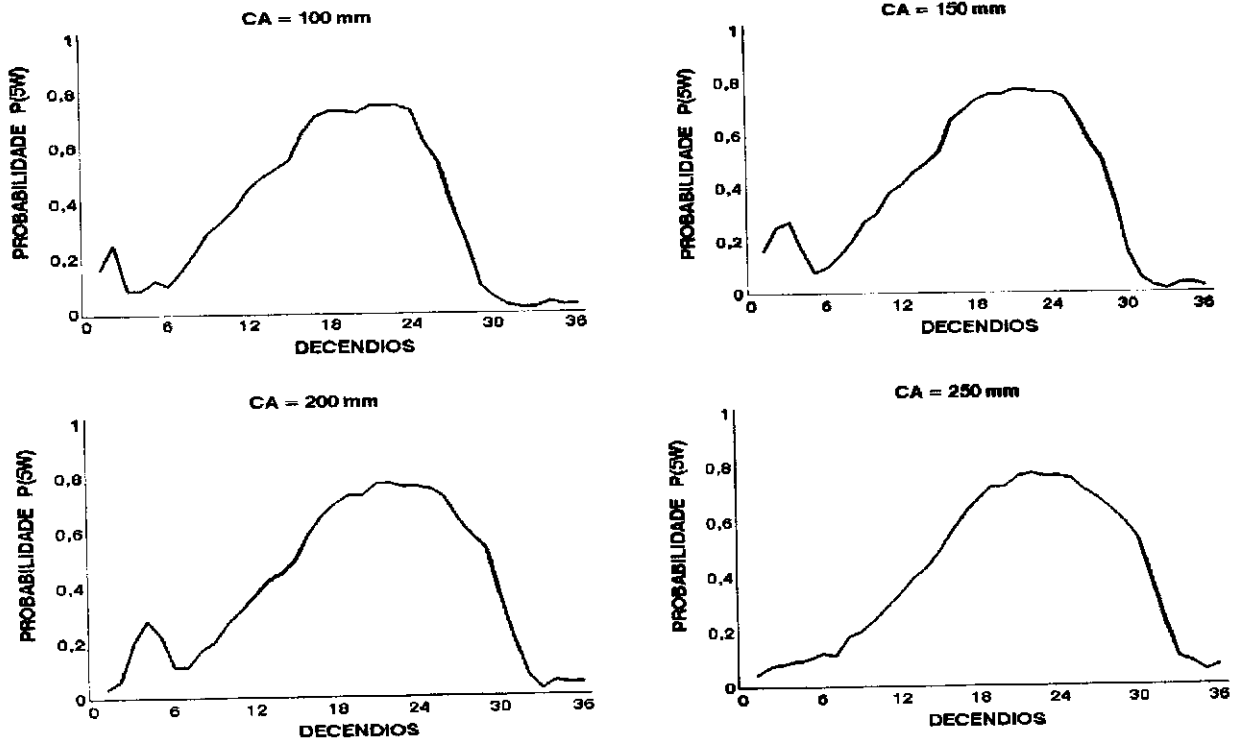 CA = 100 mm
PROBABILIDADE P(5W)
1
0,8
0,6
0,4
0,2
0
0 6 12 18 24 30 36
DECENDIOS
CA = 150 mm
PROBABILIDADE P(5W)
1
0,8
0,6
0,4
0,2
0
0 6 12 18 24 30 36
DECENDIOS
CA = 200 mm
PROBABILIDADE P(5W)
1
0,8
0,6
0,4
0,2
0
0 6 12 18 24 30 36
DECENDIOS
CA = 250 mm
PROBABILIDADE P(5W)
1
0,8
0,6
0,4
0,2
0
0 6 12 18 24 30 36
DECENDIOS